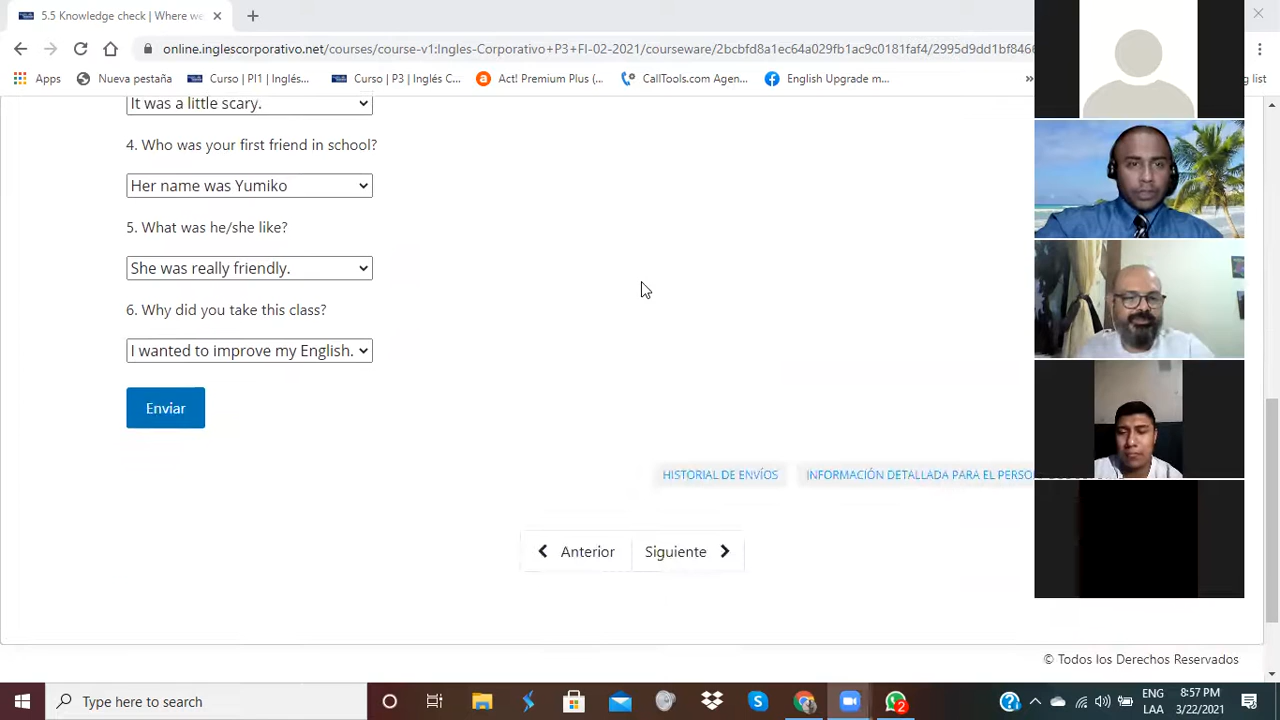 5.5 Knowledge check | Where we
online.inglescorporativo.net/courses/course-v1:Ingles-Corporativo+P3+FI-02-2021/courseware/2bcbfd8a1ec64a029fb1ac9c0181faf4/2995d9dd1bf8466
Apps Nueva pestaña Curso | PI1 | Inglés... Curso | P3 | Inglés C... Act! Premium Plus (... CallTools.com Agen... English Upgrade m... » ng list
It was a little scary.
4. Who was your first friend in school?
Her name was Yumiko
5. What was he/she like?
She was really friendly.
6. Why did you take this class?
I wanted to improve my English.
Enviar
HISTORIAL DE ENVÍOS INFORMACIÓN DETALLADA PARA EL PERSO
Anterior Siguiente
© Todos los Derechos Reservados
Type here to search
2
ENG 8:57 PM
LAA 3/22/2021